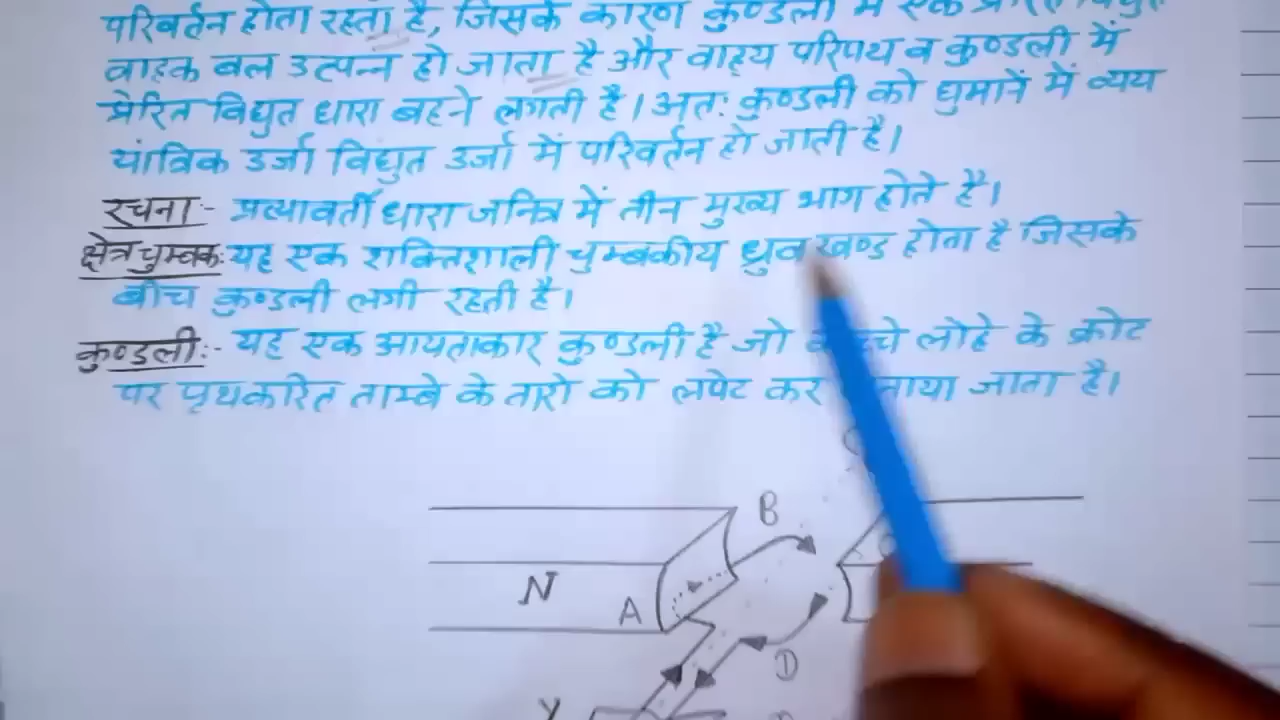 परिवर्तन होता रहता है, जिसके कारण कुण्डली में एक
वाहक बल उत्पन्न हो जाता है और वाह्य परिपथ व कुण्डली में
प्रेरित विद्युत धारा बहने लगती है। अतः कुण्डली को घुमानें में व्यय
यांत्रिक उर्जा विद्युत उर्जा में परिवर्तन हो जाती है।
रचना:- प्रत्यावर्ती धारा जनित्र में तीन मुख्य भाग होते है।
क्षेत्र चुम्बक:- यह एक शक्तिशाली चुम्बकीय ध्रुव खण्ड होता है जिसके
बीच कुण्डली लगी रहती है।
कुण्डली:- यह एक आयताकार कुण्डली है जो लोहे के क्रोट
पर पृथकरित ताम्बे के तारो को लपेट कर जाता है।
B
N
A
D
Y